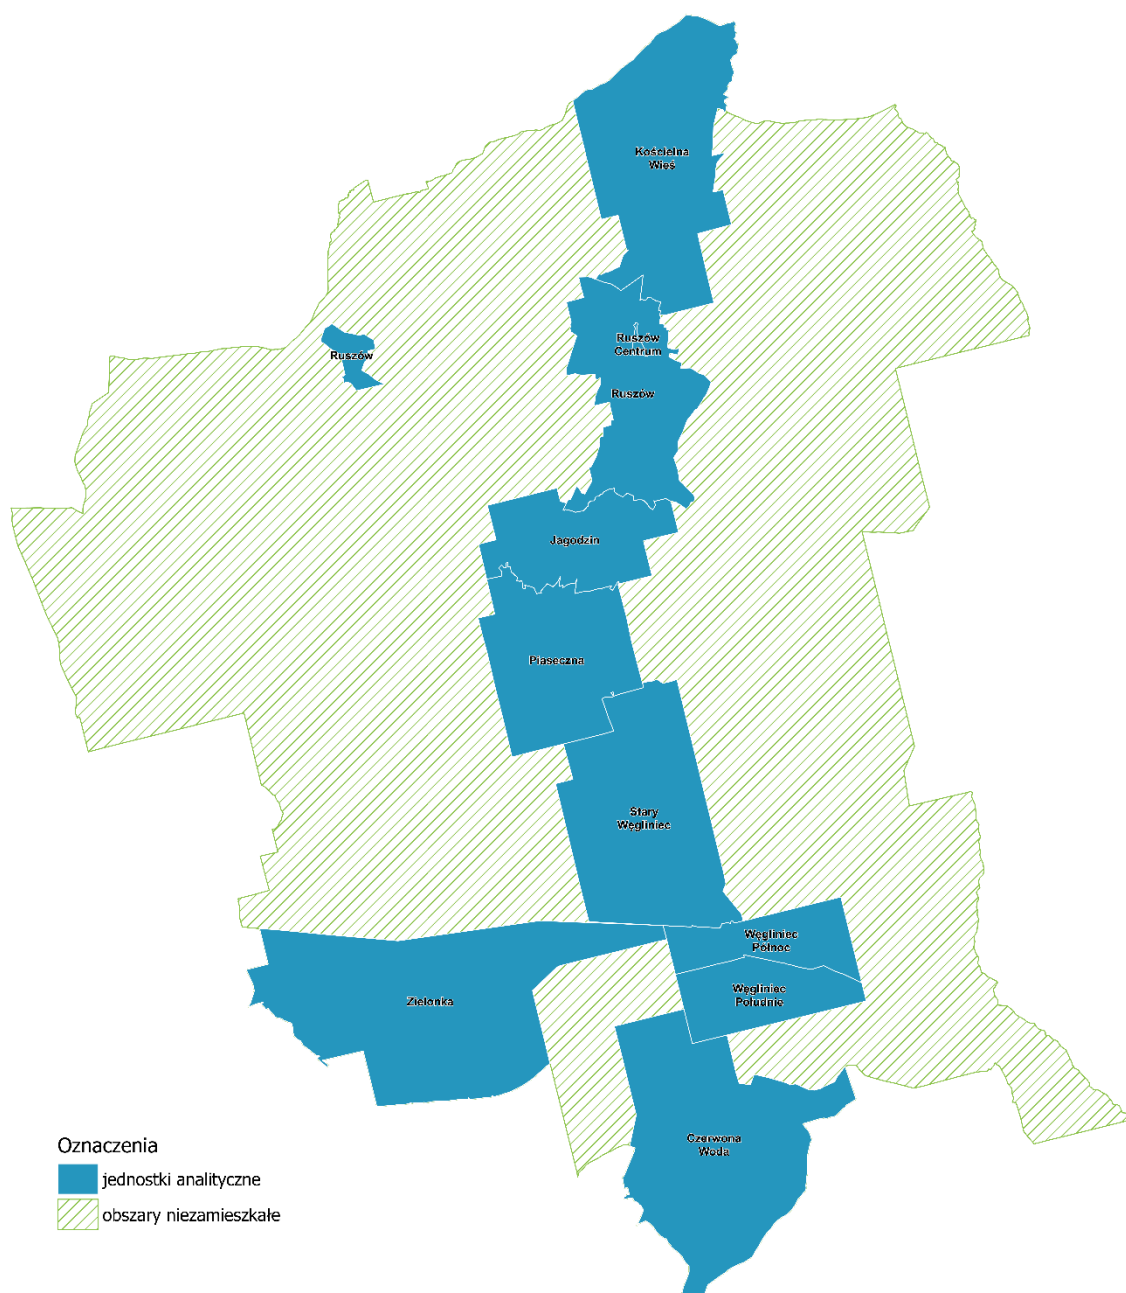 Kościelna
Wieś
Ruszów
Ruszów
Centrum
Ruszów
Jagodzin
Piaseczna
Stary
Węgliniec
Węgliniec
Północ
Węgliniec
Południe
Zielonka
Czerwona
Woda
Oznaczenia
jednostki analityczne
obszary niezamieszkałe